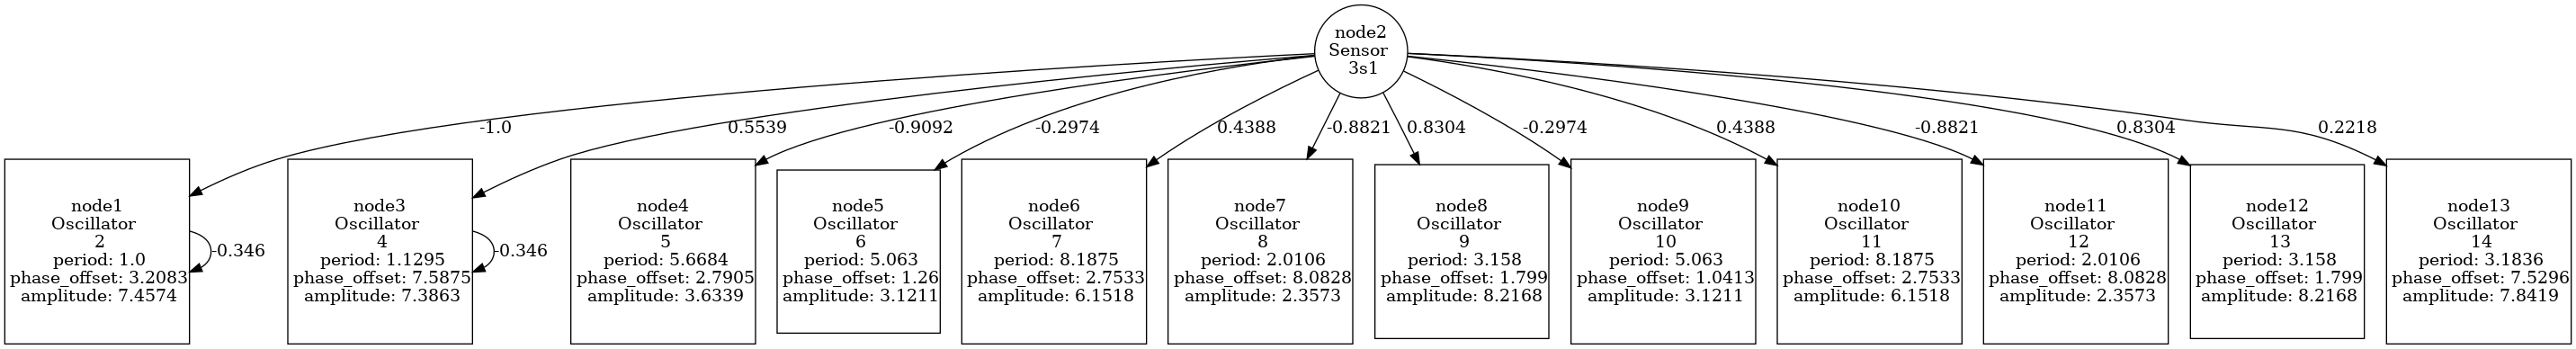 node2
Sensor
3s1
-1.0
0.5539
-0.9092
-0.2974
0.4388
-0.8821
0.8304
-0.2974
0.4388
-0.8821
0.8304
0.2218
node1
Oscillator
2
period: 1.0
phase_offset: 3.2083
amplitude: 7.4574
-0.346
node3
Oscillator
4
period: 1.1295
phase_offset: 7.5875
amplitude: 7.3863
-0.346
node4
Oscillator
5
period: 5.6684
phase_offset: 2.7905
amplitude: 3.6339
node5
Oscillator
6
period: 5.063
phase_offset: 1.26
amplitude: 3.1211
node6
Oscillator
7
period: 8.1875
phase_offset: 2.7533
amplitude: 6.1518
node7
Oscillator
8
period: 2.0106
phase_offset: 8.0828
amplitude: 2.3573
node8
Oscillator
9
period: 3.158
phase_offset: 1.799
amplitude: 8.2168
node9
Oscillator
10
period: 5.063
phase_offset: 1.0413
amplitude: 3.1211
node10
Oscillator
11
period: 8.1875
phase_offset: 2.7533
amplitude: 6.1518
node11
Oscillator
12
period: 2.0106
phase_offset: 8.0828
amplitude: 2.3573
node12
Oscillator
13
period: 3.158
phase_offset: 1.799
amplitude: 8.2168
node13
Oscillator
14
period: 3.1836
phase_offset: 7.5296
amplitude: 7.8419